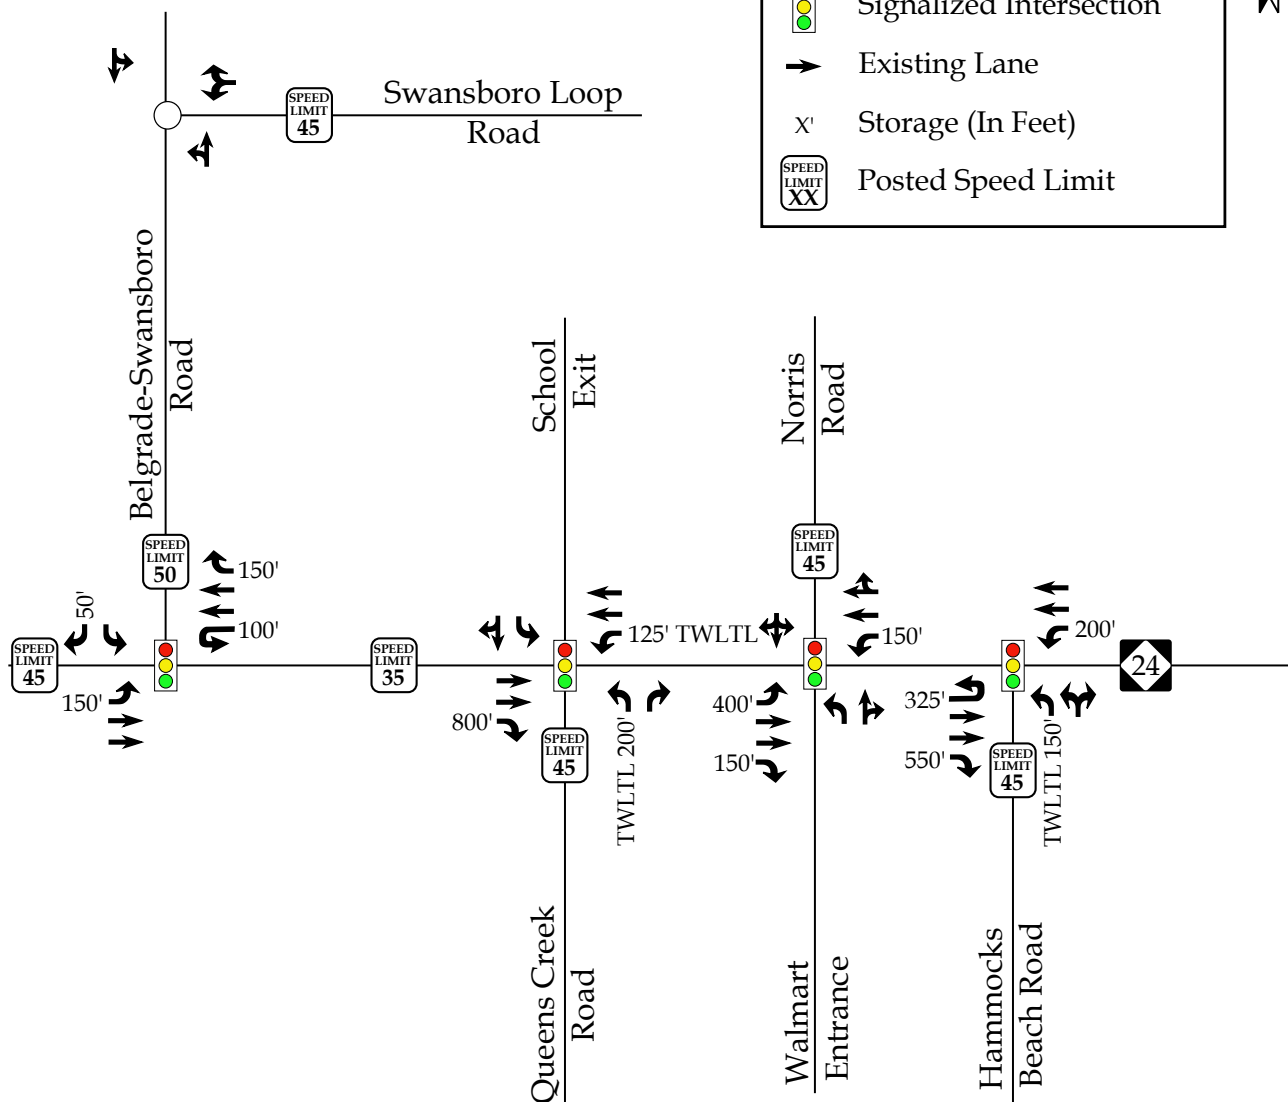 Signalized Intersection
Existing Lane
X'
Storage (In Feet)
SPEED
LIMIT
XX
Posted Speed Limit
Swansboro Loop
Road
SPEED
LIMIT
45
Belgrade-Swansboro
Road
School
Exit
Norris
Road
SPEED
LIMIT
50
SPEED
LIMIT
45
150'
100'
50'
150'
SPEED
LIMIT
45
SPEED
LIMIT
35
125' TWLTL
800'
TWLTL 200'
SPEED
LIMIT
45
150'
400'
150'
200'
325'
550'
TWLTL 150'
SPEED
LIMIT
45
24
Queens Creek
Road
Walmart
Entrance
Hammocks
Beach Road